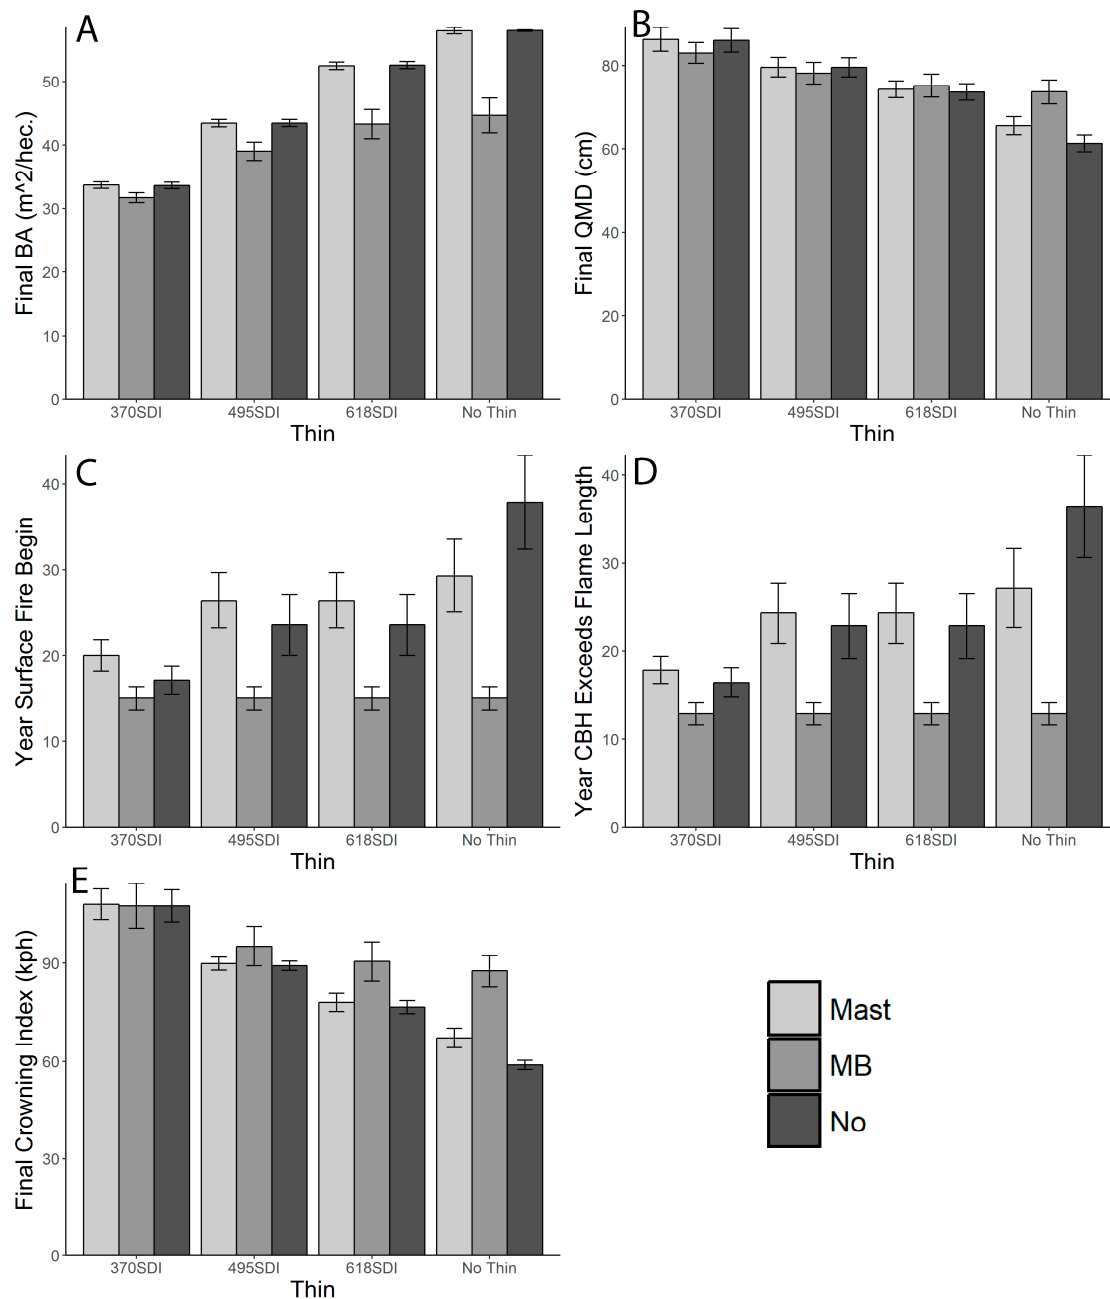 A
Final BA (m^2/hec.)
50
40
30
20
10
0
370SDI 495SDI 618SDI No Thin
Thin
B
Final QMD (cm)
80
60
40
20
0
370SDI 495SDI 618SDI No Thin
Thin
C
Year Surface Fire Begin
40
30
20
10
0
370SDI 495SDI 618SDI No Thin
Thin
D
Year CBH Exceeds Flame Length
40
30
20
10
0
370SDI 495SDI 618SDI No Thin
Thin
E
Final Crowning Index (kph)
90
60
30
0
370SDI 495SDI 618SDI No Thin
Thin
Mast
MB
No